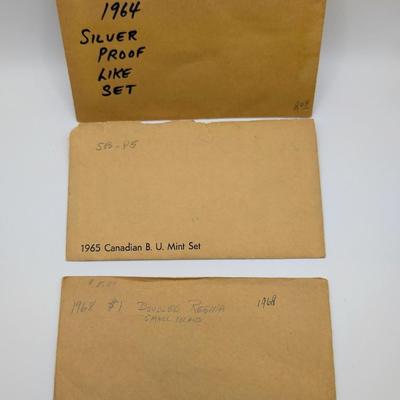 1964
SILVER
PROOF
LIKE
SET
1965 Canadian B. U. Mint Set
1968 $1 DOUBLED REGINA 1968
SMALL ISLAND